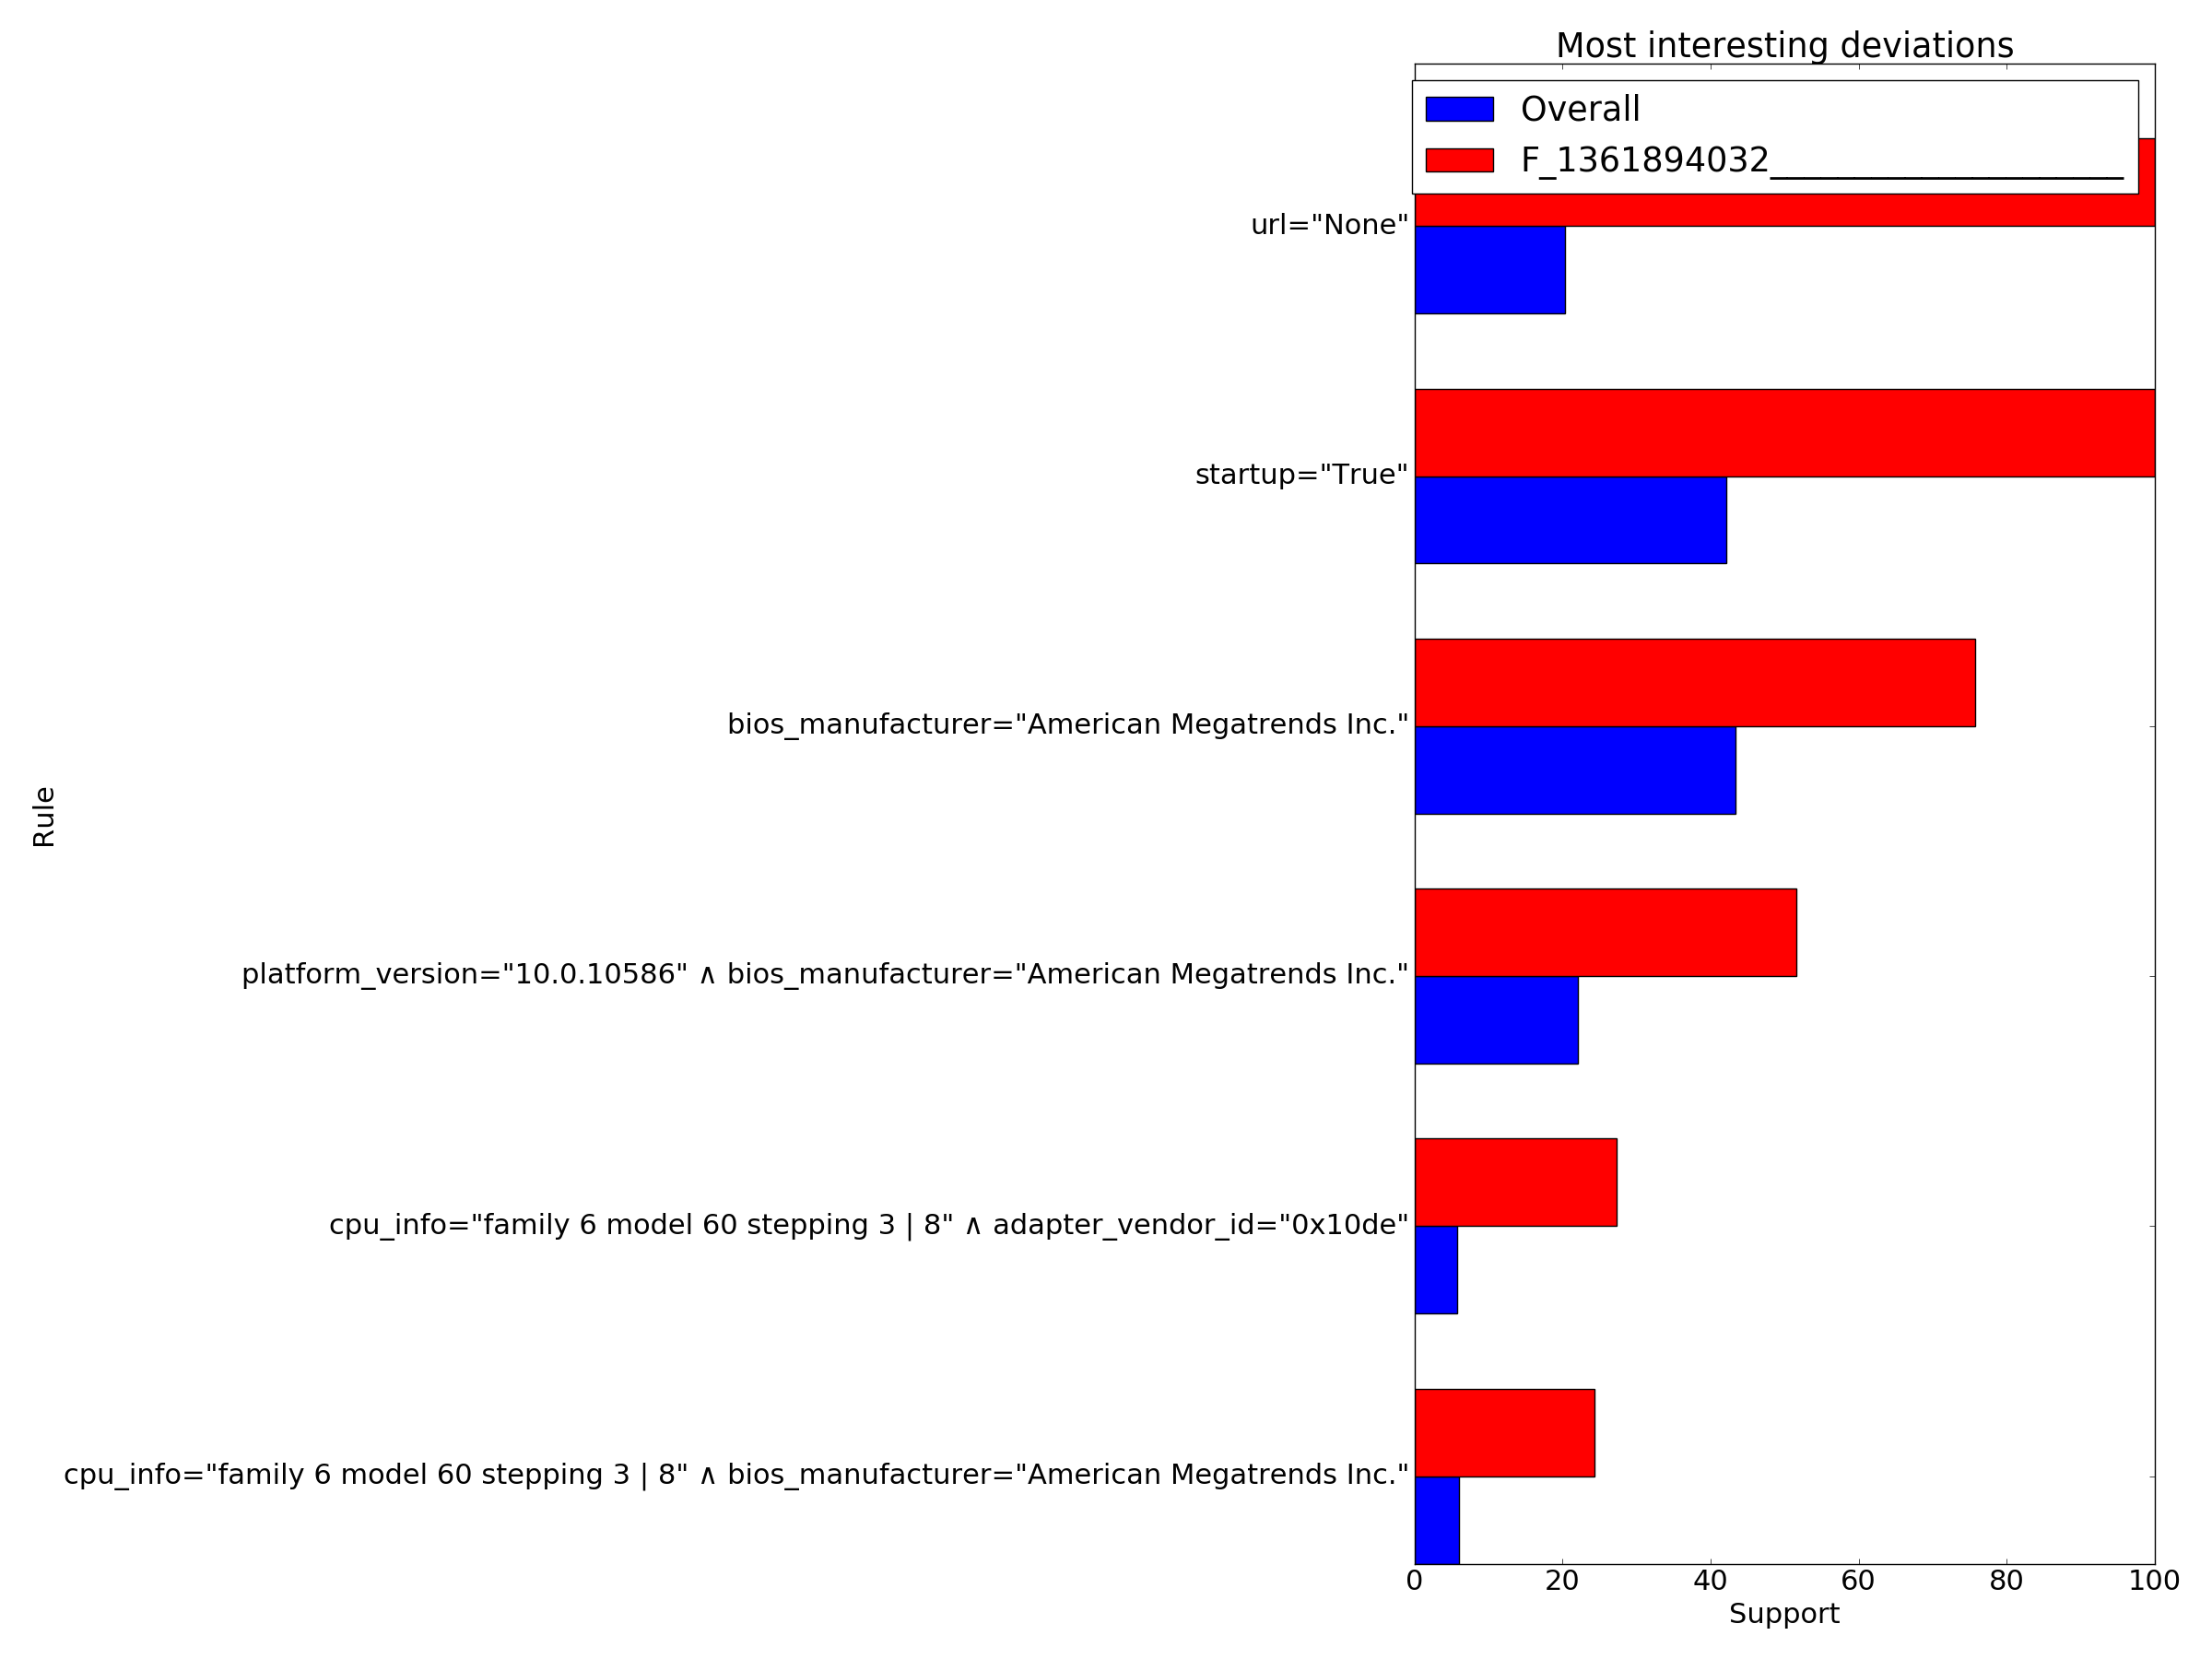 Most interesting deviations
Overall
F_1361894032_____________________
url="None"
startup="True"
bios_manufacturer="American Megatrends Inc."
Rule
platform_version="10.0.10586" ∧ bios_manufacturer="American Megatrends Inc."
cpu_info="family 6 model 60 stepping 3 | 8" ∧ adapter_vendor_id="0x10de"
cpu_info="family 6 model 60 stepping 3 | 8" ∧ bios_manufacturer="American Megatrends Inc."
0 20 40 60 80 100
Support